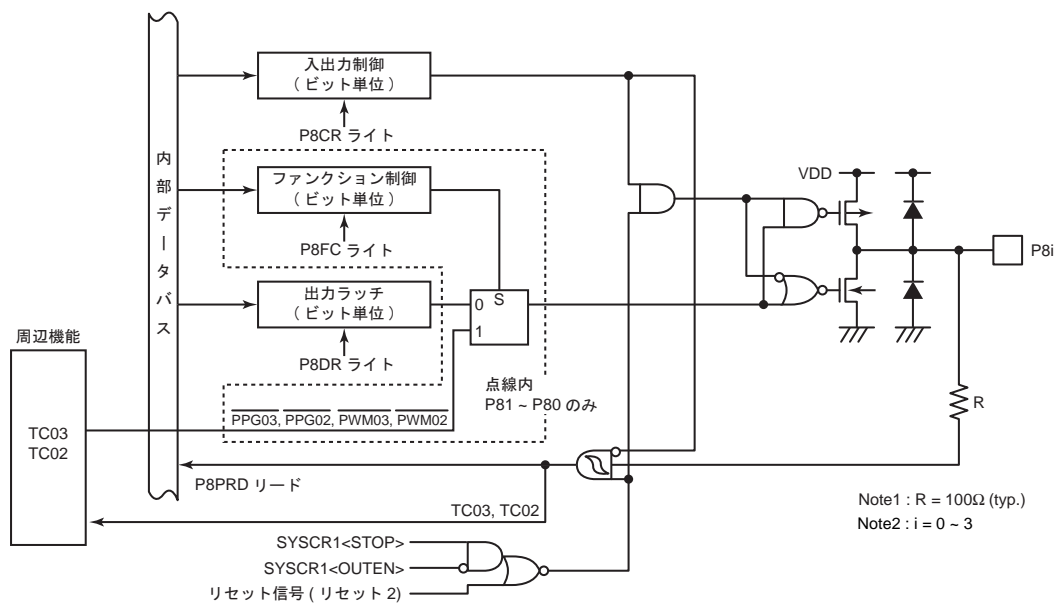 入出力制御
( ビット単位 )
P8CR ライト
内部データバス
ファンクション制御
( ビット単位 )
P8FC ライト
VDD
P8i
出力ラッチ
( ビット単位 )
P8DR ライト
0
S
1
周辺機能
TC03
TC02
点線内
P81 ~ P80 のみ
PPG03, PPG02, PWM03, PWM02
R
P8PRD リード
TC03, TC02
Note1 : R = 100Ω (typ.)
Note2 : i = 0 ~ 3
SYSCR1<STOP>
SYSCR1<OUTEN>
リセット信号 ( リセット 2)